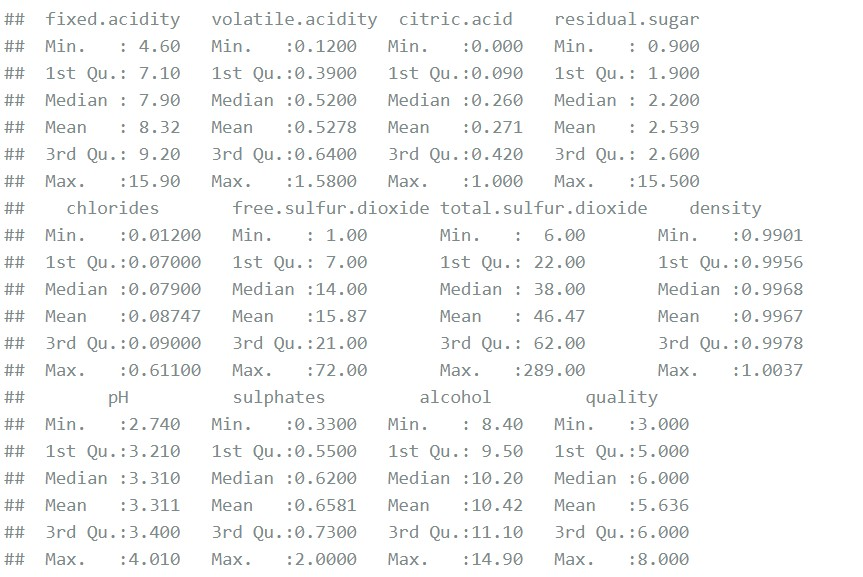 ##  fixed.acidity   volatile.acidity  citric.acid    residual.sugar
##  Min.   : 4.60   Min.   :0.1200   Min.   :0.000   Min.   : 0.900
##  1st Qu.: 7.10   1st Qu.:0.3900   1st Qu.:0.090   1st Qu.: 1.900
##  Median : 7.90   Median :0.5200   Median :0.260   Median : 2.200
##  Mean   : 8.32   Mean   :0.5278   Mean   :0.271   Mean   : 2.539
##  3rd Qu.: 9.20   3rd Qu.:0.6400   3rd Qu.:0.420   3rd Qu.: 2.600
##  Max.   :15.90   Max.   :1.5800   Max.   :1.000   Max.   :15.500
##    chlorides       free.sulfur.dioxide total.sulfur.dioxide    density
##  Min.   :0.01200   Min.   : 1.00       Min.   :  6.00       Min.   :0.9901
##  1st Qu.:0.07000   1st Qu.: 7.00       1st Qu.: 22.00       1st Qu.:0.9956
##  Median :0.07900   Median :14.00       Median : 38.00       Median :0.9968
##  Mean   :0.08747   Mean   :15.87       Mean   : 46.47       Mean   :0.9967
##  3rd Qu.:0.09000   3rd Qu.:21.00       3rd Qu.: 62.00       3rd Qu.:0.9978
##  Max.   :0.61100   Max.   :72.00       Max.   :289.00       Max.   :1.0037
##        pH          sulphates         alcohol         quality
##  Min.   :2.740   Min.   :0.3300   Min.   : 8.40   Min.   :3.000
##  1st Qu.:3.210   1st Qu.:0.5500   1st Qu.: 9.50   1st Qu.:5.000
##  Median :3.310   Median :0.6200   Median :10.20   Median :6.000
##  Mean   :3.311   Mean   :0.6581   Mean   :10.42   Mean   :5.636
##  3rd Qu.:3.400   3rd Qu.:0.7300   3rd Qu.:11.10   3rd Qu.:6.000
##  Max.   :4.010   Max.   :2.0000   Max.   :14.90   Max.   :8.000